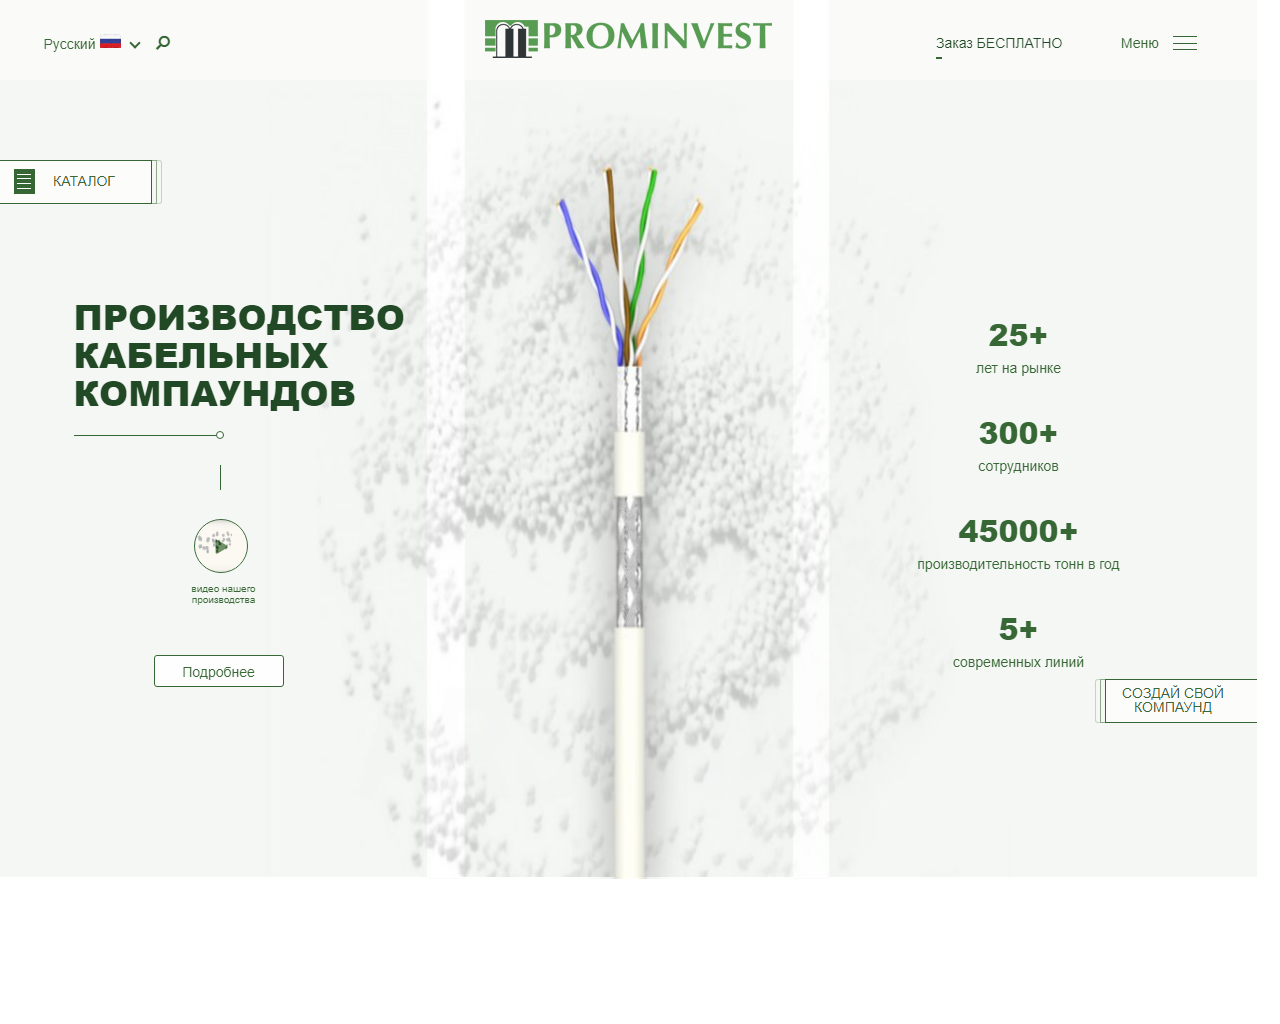 Русский
PROMINVEST
Заказ БЕСПЛАТНО
Меню
КАТАЛОГ
ПРОИЗВОДСТВО
КАБЕЛЬНЫХ
КОМПАУНДОВ
видео нашего
производства
Подробнее
25+
лет на рынке
300+
сотрудников
45000+
производительность тонн в год
5+
современных линий
СОЗДАЙ СВОЙ
КОМПАУНД